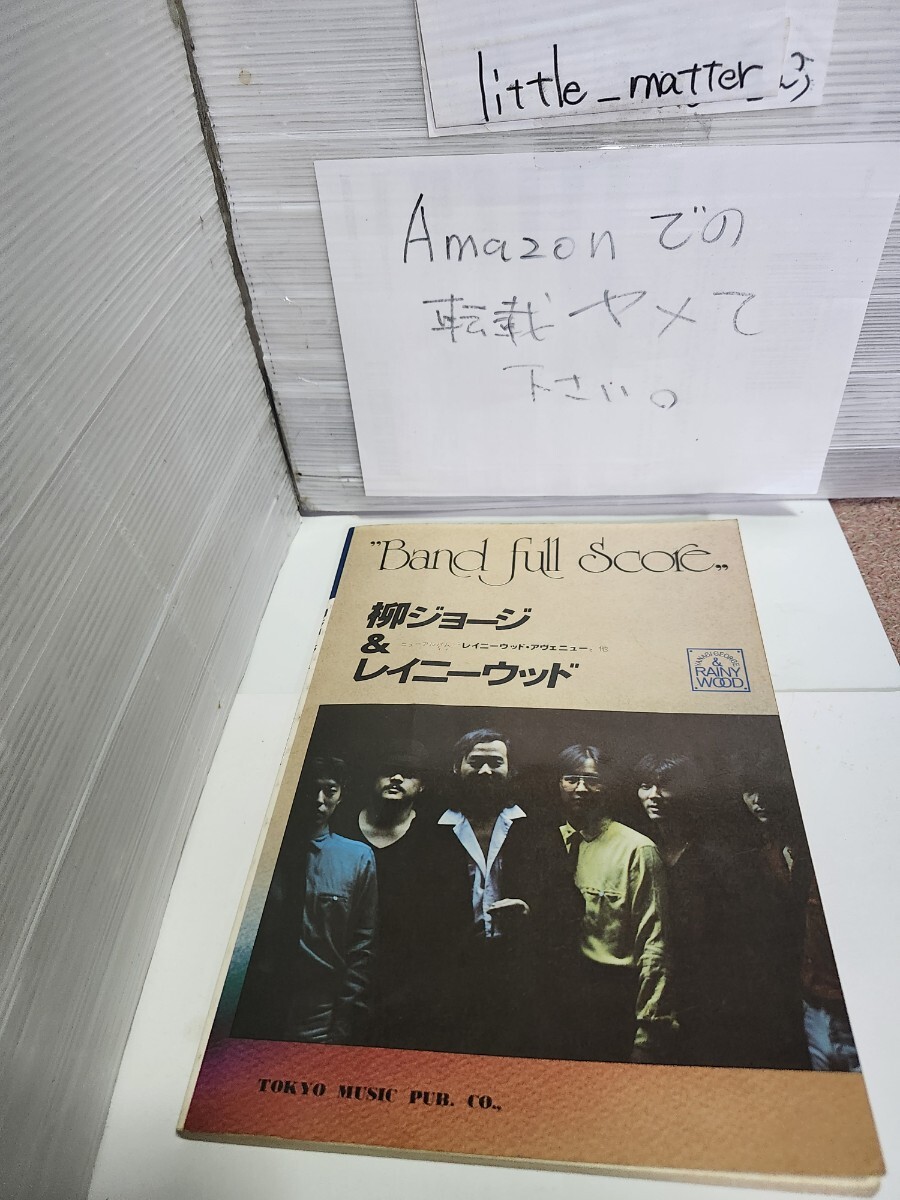 little_matter
Amazonでの
転載ヤメて
下さい。
"Band full Score„
柳ジョージ
& レイニーウッド・アヴェニュー
レイニーウッド
YANAGI GEORGE
&
RAINY
WOOD
TOKYO MUSIC PUB. CO.,